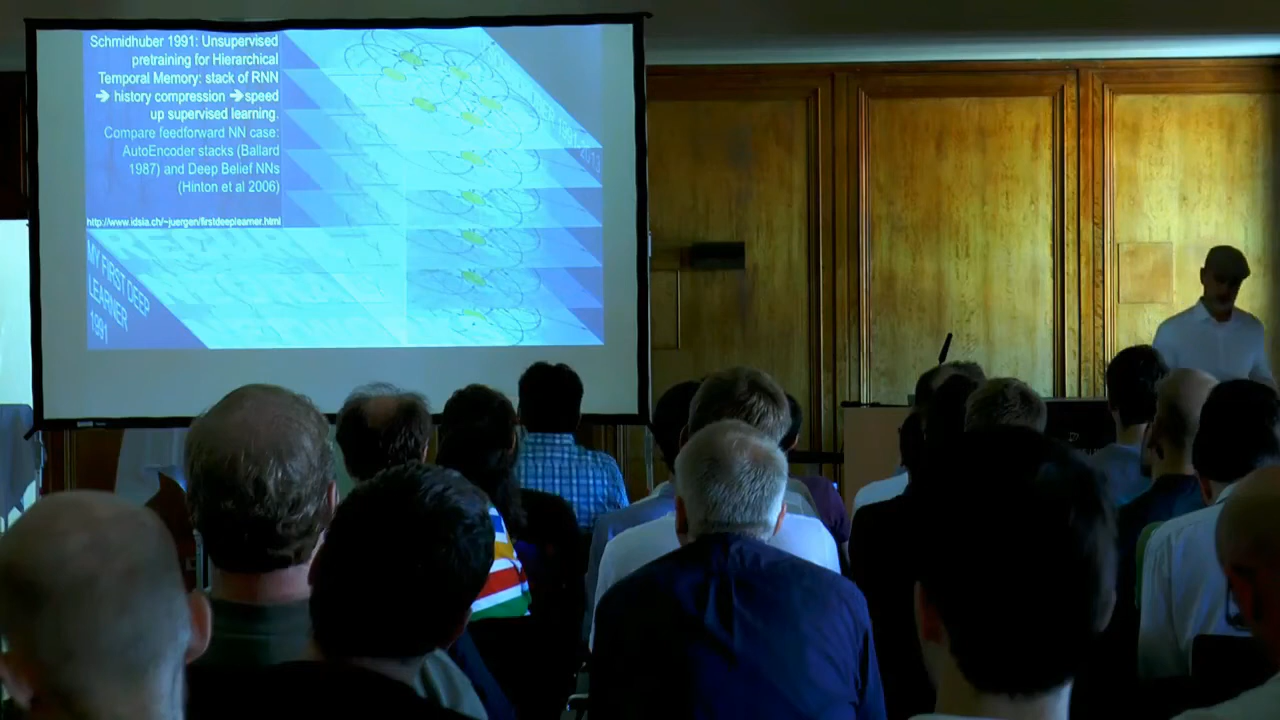 Schmidhuber 1991: Unsupervised
pretraining for Hierarchical
Temporal Memory: stack of RNN
➔ history compression ➔speed
up supervised learning.
Compare feedforward NN case:
AutoEncoder stacks (Ballard
1987) and Deep Belief NNs
(Hinton et al 2006)
http://www.idsia.ch/~juergen/firstdeeplearner.html
MY FIRST DEEP
LEARNER
1991